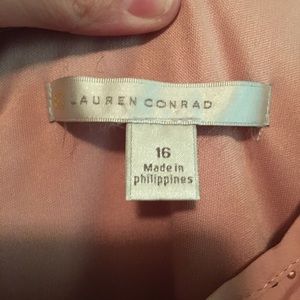 LAUREN CONRAD
16
Made in
philippines